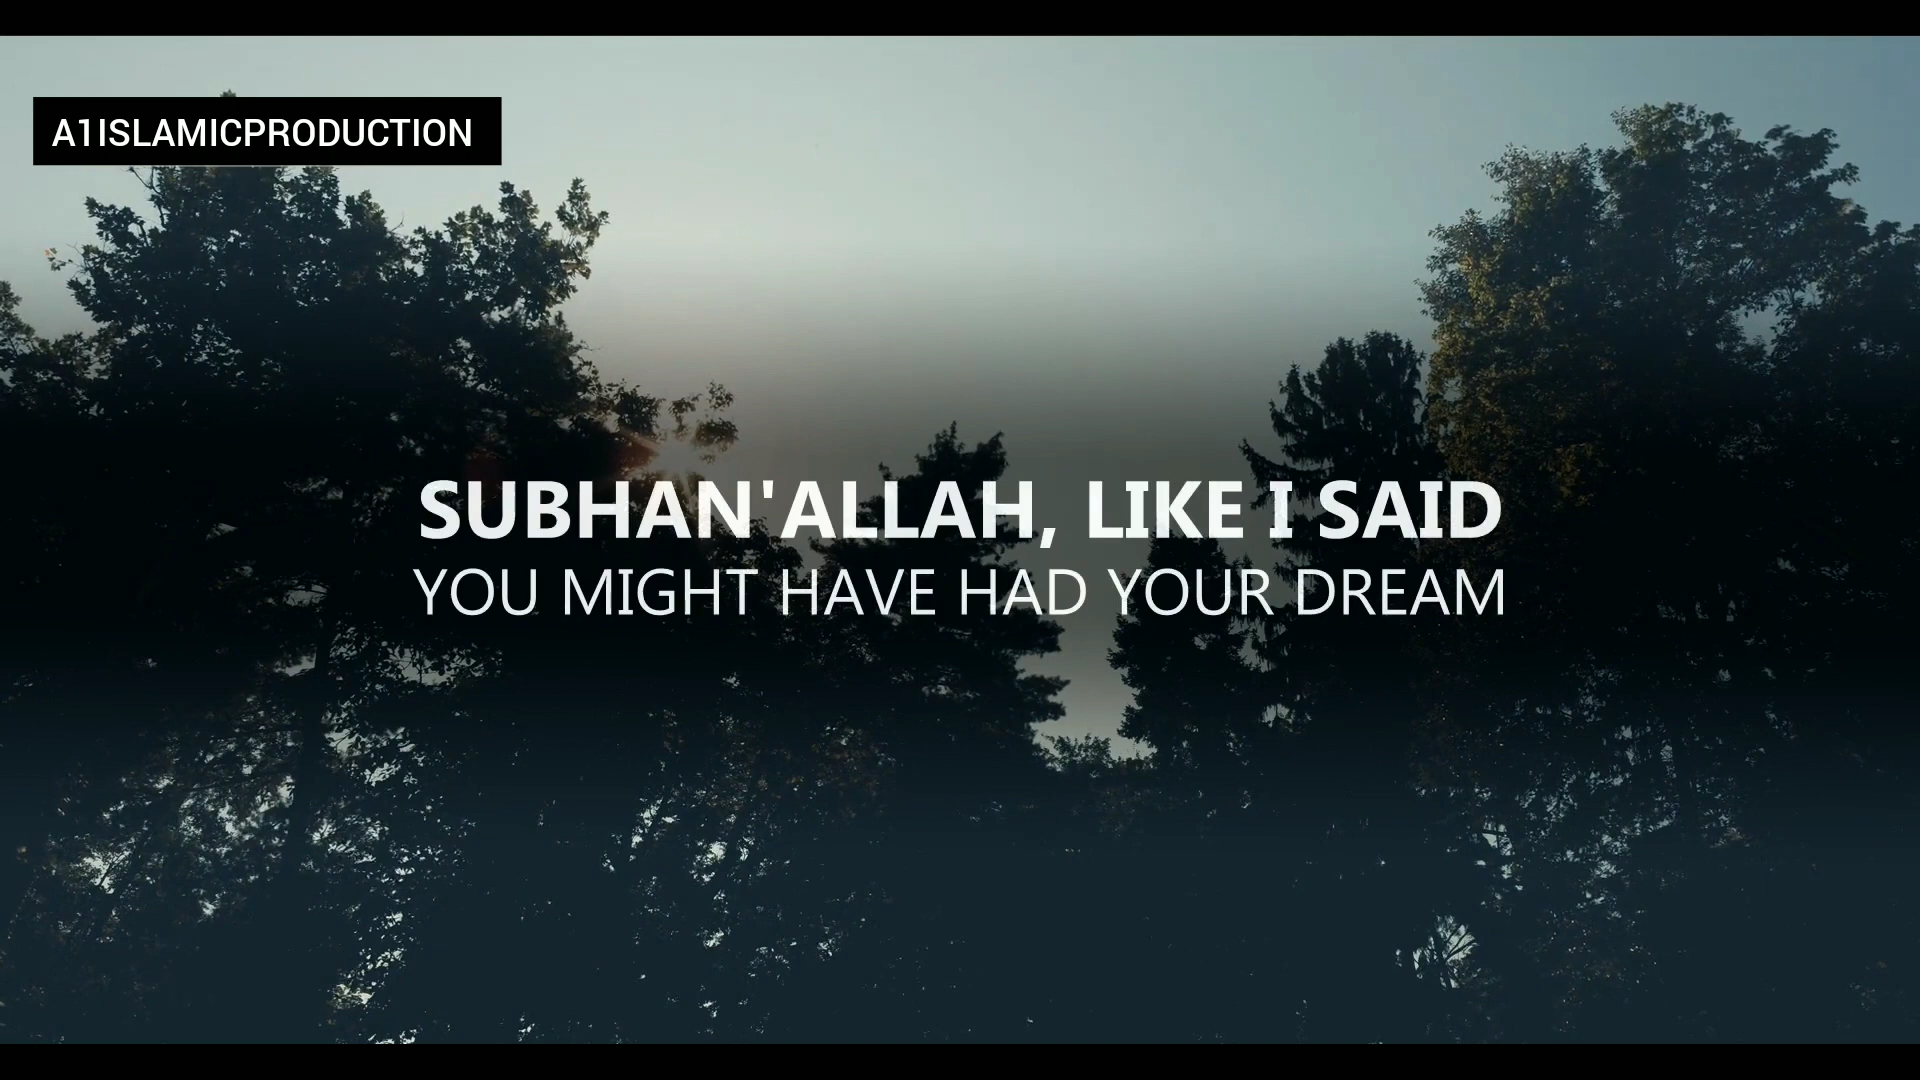 A1ISLAMICPRODUCTION
SUBHAN'ALLAH, LIKE I SAID
YOU MIGHT HAVE HAD YOUR DREAM